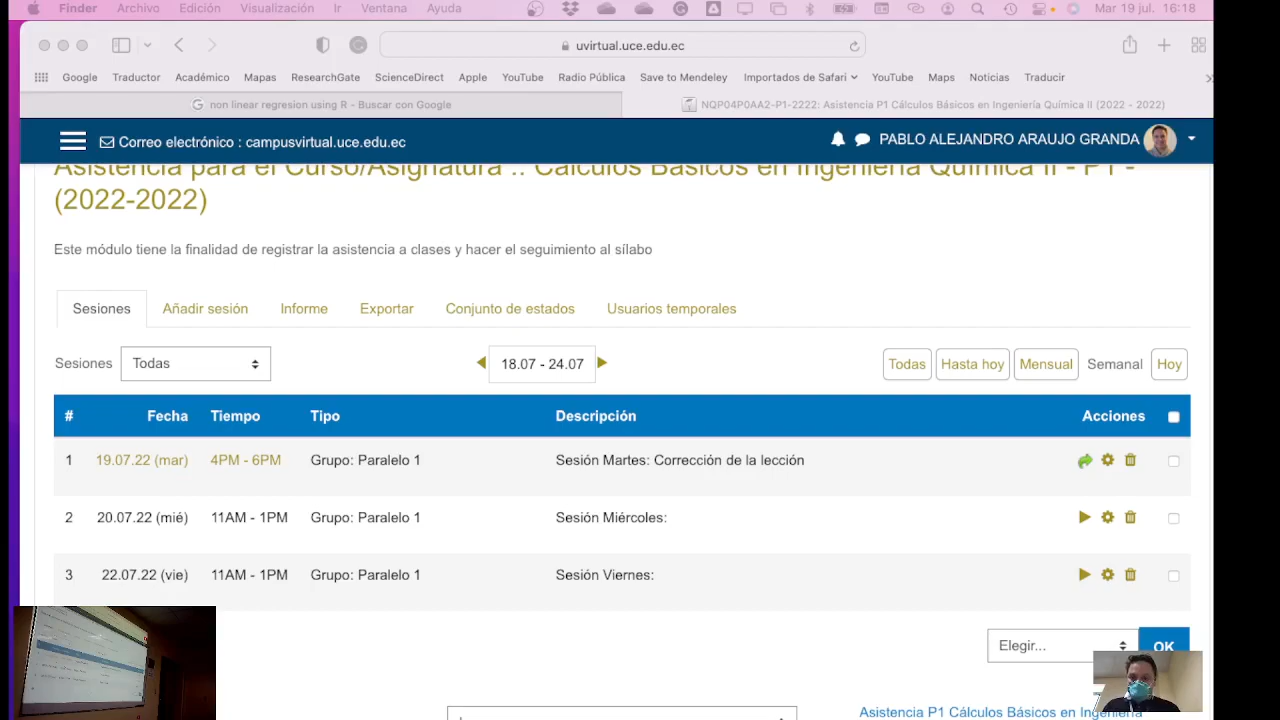 Finder Archivo Edición Visualización Ir Ventana Ayuda Mar 19 jul. 16:18
uvirtual.uce.edu.ec
Google Traductor Académico Mapas ResearchGate ScienceDirect Apple YouTube Radio Pública Save to Mendeley Importados de Safari YouTube Maps Noticias Traducir
non linear regresion using R - Buscar con Google
NQP04P0AA2-P1-2222: Asistencia P1 Cálculos Básicos en Ingeniería Química II (2022 - 2022)
Correo electrónico : campusvirtual.uce.edu.ec PABLO ALEJANDRO ARAUJO GRANDA
Asistencia para el Curso/Asignatura :: Cálculos Básicos en Ingeniería Química II - P1 -
(2022-2022)
Este módulo tiene la finalidad de registrar la asistencia a clases y hacer el seguimiento al sílabo
Sesiones Añadir sesión Informe Exportar Conjunto de estados Usuarios temporales
Sesiones Todas 18.07 - 24.07 Todas Hasta hoy Mensual Semanal Hoy
# Fecha Tiempo Tipo Descripción Acciones
1 19.07.22 (mar) 4PM - 6PM Grupo: Paralelo 1 Sesión Martes: Corrección de la lección
2 20.07.22 (mié) 11AM - 1PM Grupo: Paralelo 1 Sesión Miércoles:
3 22.07.22 (vie) 11AM - 1PM Grupo: Paralelo 1 Sesión Viernes:
Elegir... OK
Asistencia P1 Cálculos Básicos en Ingeniería